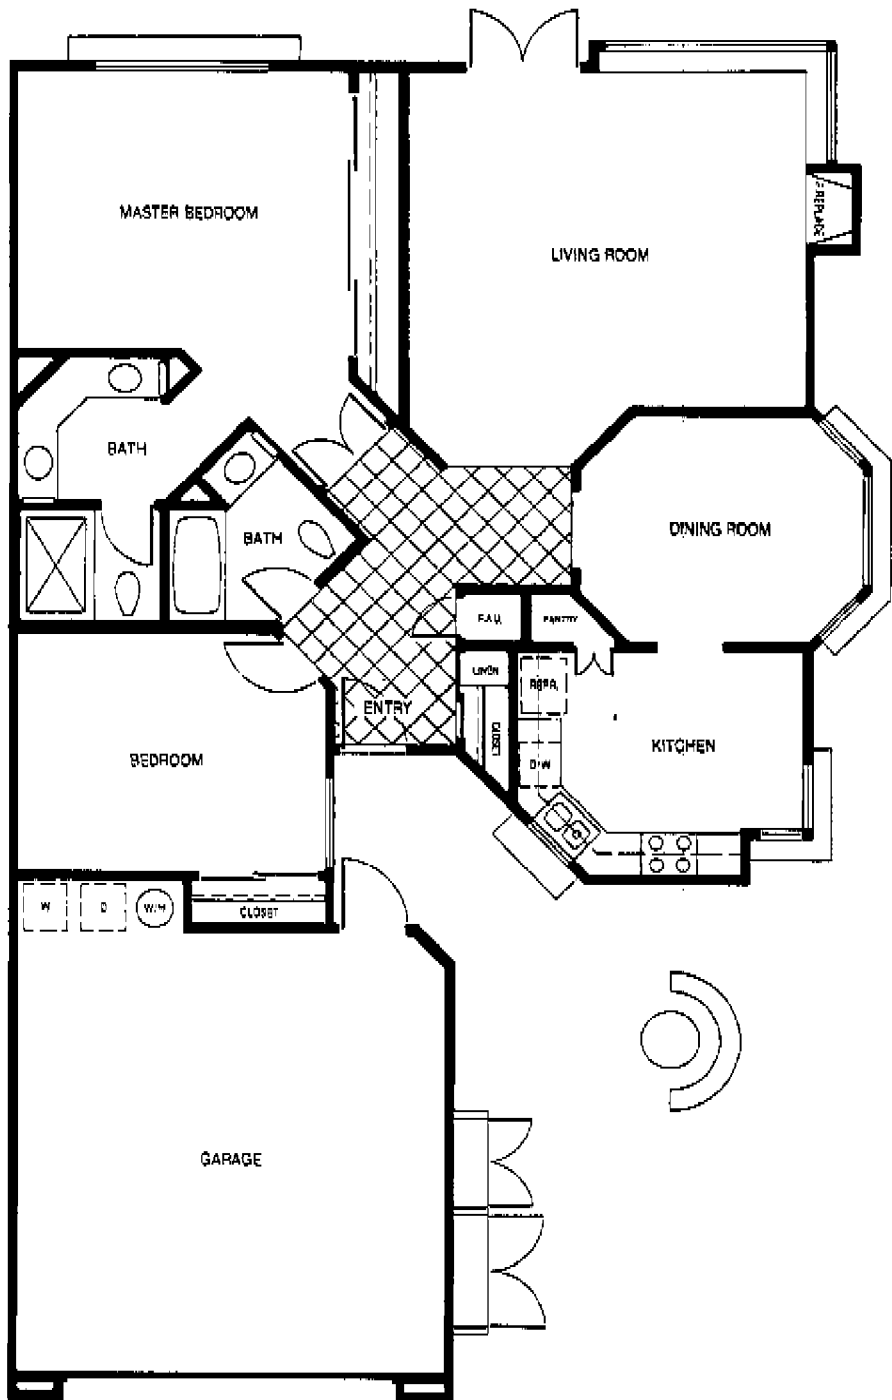 MASTER BEDROOM
FIREPLACE
LIVING ROOM
BATH
DINING ROOM
BATH
F.A.U.
PANTRY
LINEN
REFR.
ENTRY
CLOSET
KITCHEN
BEDROOM
D/W
W
D
W/H
CLOSET
GARAGE